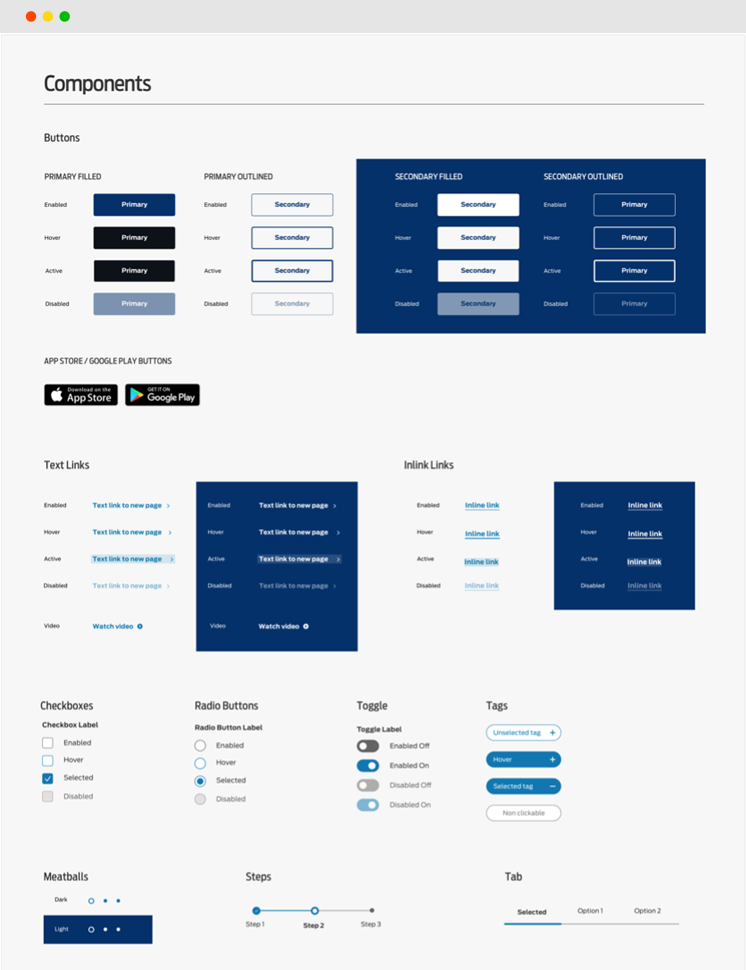 Components
Buttons
PRIMARY FILLED
Enabled Primary
Hover Primary
Active Primary
Disabled Primary
PRIMARY OUTLINED
Enabled Secondary
Hover Secondary
Active Secondary
Disabled Secondary
SECONDARY FILLED
Enabled Secondary
Hover Secondary
Active Secondary
Disabled Secondary
SECONDARY OUTLINED
Enabled Primary
Hover Primary
Active Primary
Disabled Primary
APP STORE / GOOGLE PLAY BUTTONS
Download on the
App Store
GET IT ON
Google Play
Text Links
Enabled Text link to new page >
Hover Text link to new page >
Active Text link to new page >
Disabled Text link to new page >
Video Watch video
Enabled Text link to new page >
Hover Text link to new page >
Active Text link to new page >
Disabled Text link to new page >
Video Watch video
Inlink Links
Enabled Inline link
Hover Inline link
Active Inline link
Disabled Inline link
Enabled Inline link
Hover Inline link
Active Inline link
Disabled Inline link
Checkboxes
Checkbox Label
Enabled
Hover
Selected
Disabled
Radio Buttons
Radio Button Label
Enabled
Hover
Selected
Disabled
Toggle
Toggle Label
Enabled Off
Enabled On
Disabled Off
Disabled On
Tags
Unselected tag +
Hover +
Selected tag −
Non clickable
Meatballs
Dark
Light
Steps
Step 1 Step 2 Step 3
Tab
Selected Option 1 Option 2